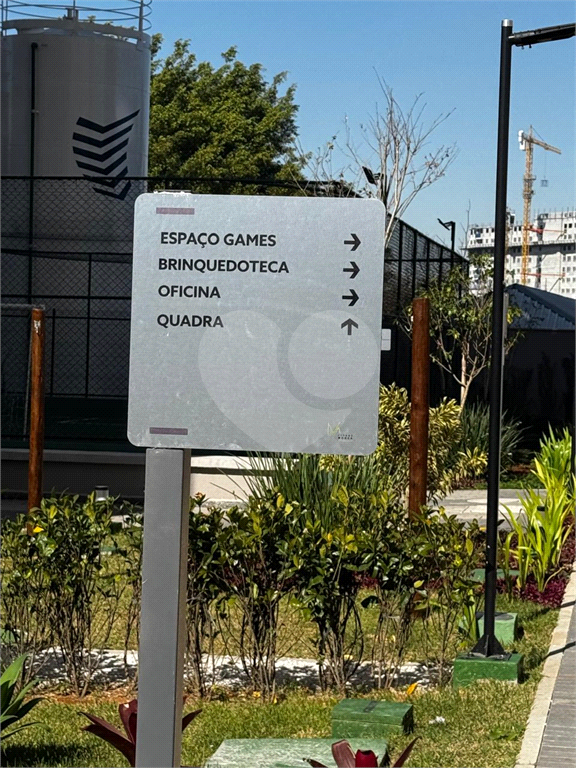 ESPAÇO GAMES →
BRINQUEDOTECA →
OFICINA →
QUADRA ↑